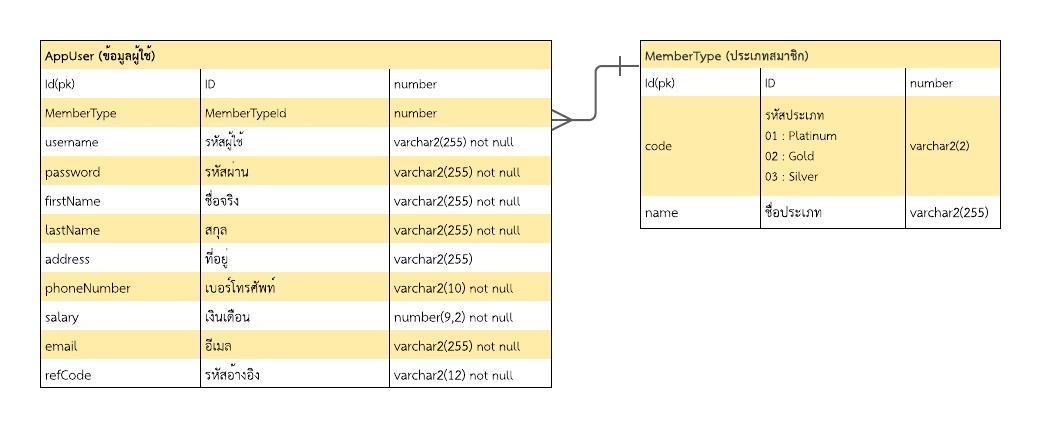 AppUser (ข้อมูลผู้ใช้)
Id(pk) ID number
MemberType MemberTypeId number
username รหัสผู้ใช้ varchar2(255) not null
password รหัสผ่าน varchar2(255) not null
firstName ชื่อจริง varchar2(255) not null
lastName สกุล varchar2(255) not null
address ที่อยู่ varchar2(255)
phoneNumber เบอร์โทรศัพท์ varchar2(10) not null
salary เงินเดือน number(9,2) not null
email อีเมล varchar2(255) not null
refCode รหัสอ้างอิง varchar2(12) not null
MemberType (ประเภทสมาชิก)
Id(pk) ID number
code
รหัสประเภท
01 : Platinum
02 : Gold
03 : Silver
varchar2(2)
name ชื่อประเภท varchar2(255)